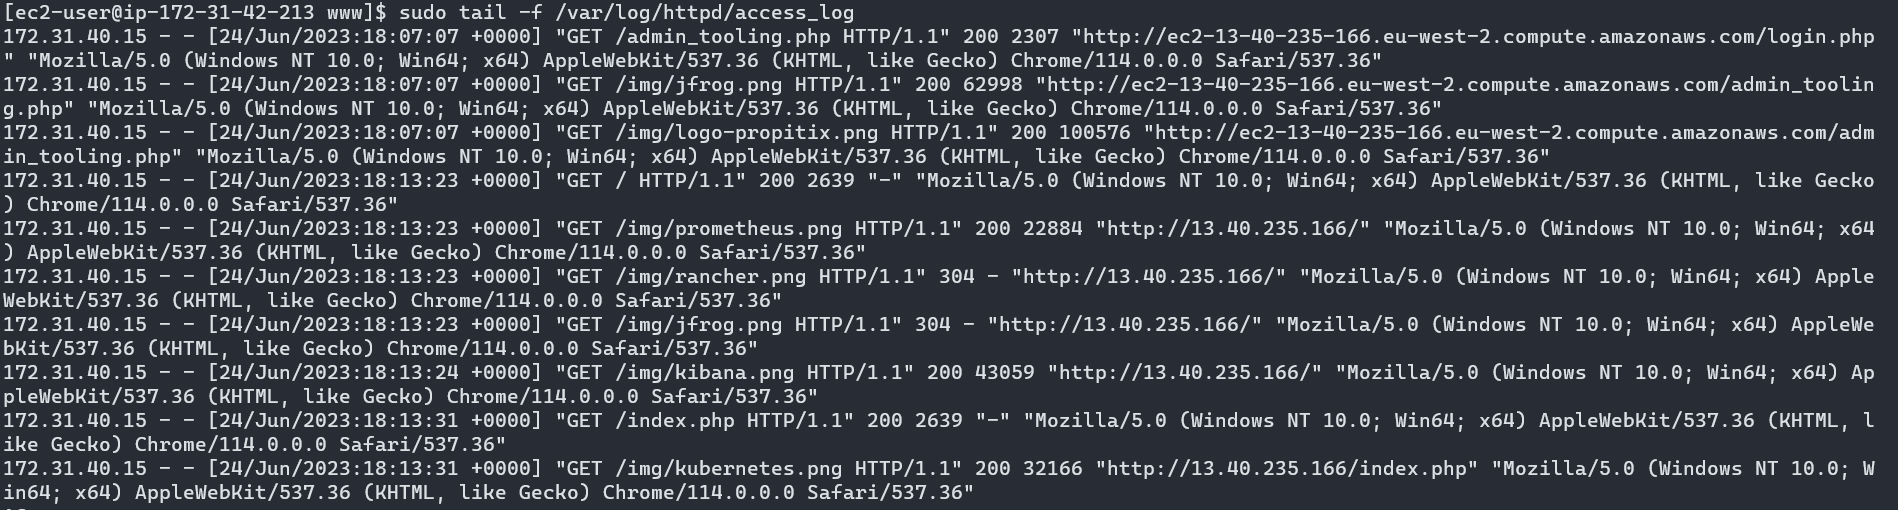 [ec2-user@ip-172-31-42-213 www]$ sudo tail -f /var/log/httpd/access_log
172.31.40.15 - - [24/Jun/2023:18:07:07 +0000] "GET /admin_tooling.php HTTP/1.1" 200 2307 "http://ec2-13-40-235-166.eu-west-2.compute.amazonaws.com/login.php
" "Mozilla/5.0 (Windows NT 10.0; Win64; x64) AppleWebKit/537.36 (KHTML, like Gecko) Chrome/114.0.0.0 Safari/537.36"
172.31.40.15 - - [24/Jun/2023:18:07:07 +0000] "GET /img/jfrog.png HTTP/1.1" 200 62998 "http://ec2-13-40-235-166.eu-west-2.compute.amazonaws.com/admin_toolin
g.php" "Mozilla/5.0 (Windows NT 10.0; Win64; x64) AppleWebKit/537.36 (KHTML, like Gecko) Chrome/114.0.0.0 Safari/537.36"
172.31.40.15 - - [24/Jun/2023:18:07:07 +0000] "GET /img/logo-propitix.png HTTP/1.1" 200 100576 "http://ec2-13-40-235-166.eu-west-2.compute.amazonaws.com/adm
in_tooling.php" "Mozilla/5.0 (Windows NT 10.0; Win64; x64) AppleWebKit/537.36 (KHTML, like Gecko) Chrome/114.0.0.0 Safari/537.36"
172.31.40.15 - - [24/Jun/2023:18:13:23 +0000] "GET / HTTP/1.1" 200 2639 "-" "Mozilla/5.0 (Windows NT 10.0; Win64; x64) AppleWebKit/537.36 (KHTML, like Gecko
) Chrome/114.0.0.0 Safari/537.36"
172.31.40.15 - - [24/Jun/2023:18:13:23 +0000] "GET /img/prometheus.png HTTP/1.1" 200 22884 "http://13.40.235.166/" "Mozilla/5.0 (Windows NT 10.0; Win64; x64
) AppleWebKit/537.36 (KHTML, like Gecko) Chrome/114.0.0.0 Safari/537.36"
172.31.40.15 - - [24/Jun/2023:18:13:23 +0000] "GET /img/rancher.png HTTP/1.1" 304 - "http://13.40.235.166/" "Mozilla/5.0 (Windows NT 10.0; Win64; x64) Apple
WebKit/537.36 (KHTML, like Gecko) Chrome/114.0.0.0 Safari/537.36"
172.31.40.15 - - [24/Jun/2023:18:13:23 +0000] "GET /img/jfrog.png HTTP/1.1" 304 - "http://13.40.235.166/" "Mozilla/5.0 (Windows NT 10.0; Win64; x64) AppleWe
bKit/537.36 (KHTML, like Gecko) Chrome/114.0.0.0 Safari/537.36"
172.31.40.15 - - [24/Jun/2023:18:13:24 +0000] "GET /img/kibana.png HTTP/1.1" 200 43059 "http://13.40.235.166/" "Mozilla/5.0 (Windows NT 10.0; Win64; x64) Ap
pleWebKit/537.36 (KHTML, like Gecko) Chrome/114.0.0.0 Safari/537.36"
172.31.40.15 - - [24/Jun/2023:18:13:31 +0000] "GET /index.php HTTP/1.1" 200 2639 "-" "Mozilla/5.0 (Windows NT 10.0; Win64; x64) AppleWebKit/537.36 (KHTML, l
ike Gecko) Chrome/114.0.0.0 Safari/537.36"
172.31.40.15 - - [24/Jun/2023:18:13:31 +0000] "GET /img/kubernetes.png HTTP/1.1" 200 32166 "http://13.40.235.166/index.php" "Mozilla/5.0 (Windows NT 10.0; W
in64; x64) AppleWebKit/537.36 (KHTML, like Gecko) Chrome/114.0.0.0 Safari/537.36"